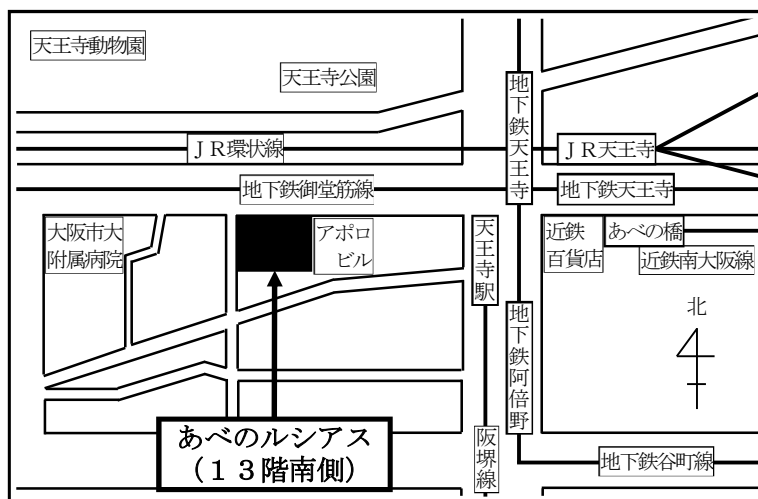 天王寺動物園
天王寺公園
地下鉄天王寺
ＪＲ環状線
ＪＲ天王寺
地下鉄御堂筋線
地下鉄天王寺
大阪市大
附属病院
アポロ
ビル
天王寺駅
近鉄
百貨店
あべの橋
近鉄南大阪線
北
地下鉄阿倍野
あべのルシアス
（１３階南側）
阪堺線
地下鉄谷町線